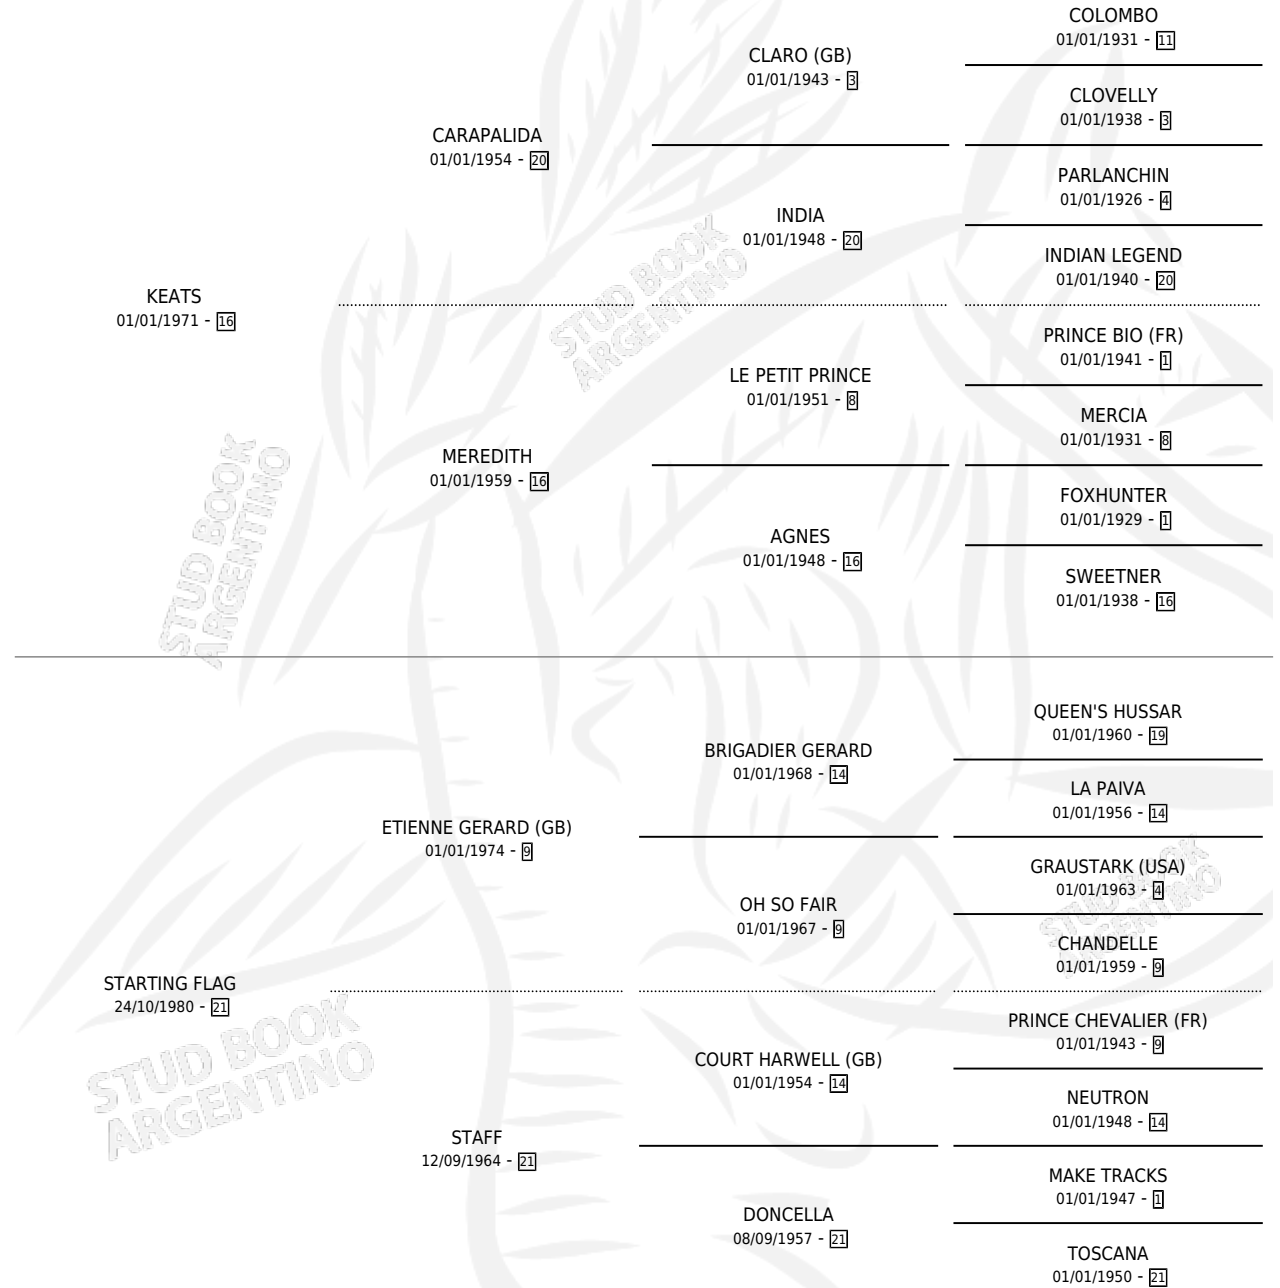 COLOMBO
01/01/1931 - 11
CLARO (GB)
01/01/1943 - 3
CLOVELLY
01/01/1938 - 3
CARAPALIDA
01/01/1954 - 20
PARLANCHIN
01/01/1926 - 4
INDIA
01/01/1948 - 20
INDIAN LEGEND
01/01/1940 - 20
STUD BOOK
ARGENTINO
KEATS
01/01/1971 - 16
PRINCE BIO (FR)
01/01/1941 - 1
LE PETIT PRINCE
01/01/1951 - 8
MERCIA
01/01/1931 - 8
MEREDITH
01/01/1959 - 16
FOXHUNTER
01/01/1929 - 1
AGNES
01/01/1948 - 16
SWEETNER
01/01/1938 - 16
STUD BOOK
ARGENTINO
QUEEN'S HUSSAR
01/01/1960 - 19
BRIGADIER GERARD
01/01/1968 - 14
LA PAIVA
01/01/1956 - 14
ETIENNE GERARD (GB)
01/01/1974 - 9
GRAUSTARK (USA)
01/01/1963 - 4
OH SO FAIR
01/01/1967 - 9
CHANDELLE
01/01/1959 - 9
STUD BOOK
ARGENTINO
STARTING FLAG
24/10/1980 - 21
PRINCE CHEVALIER (FR)
01/01/1943 - 9
COURT HARWELL (GB)
01/01/1954 - 14
NEUTRON
01/01/1948 - 14
STUD BOOK
ARGENTINO
STAFF
12/09/1964 - 21
MAKE TRACKS
01/01/1947 - 1
DONCELLA
08/09/1957 - 21
TOSCANA
01/01/1950 - 21